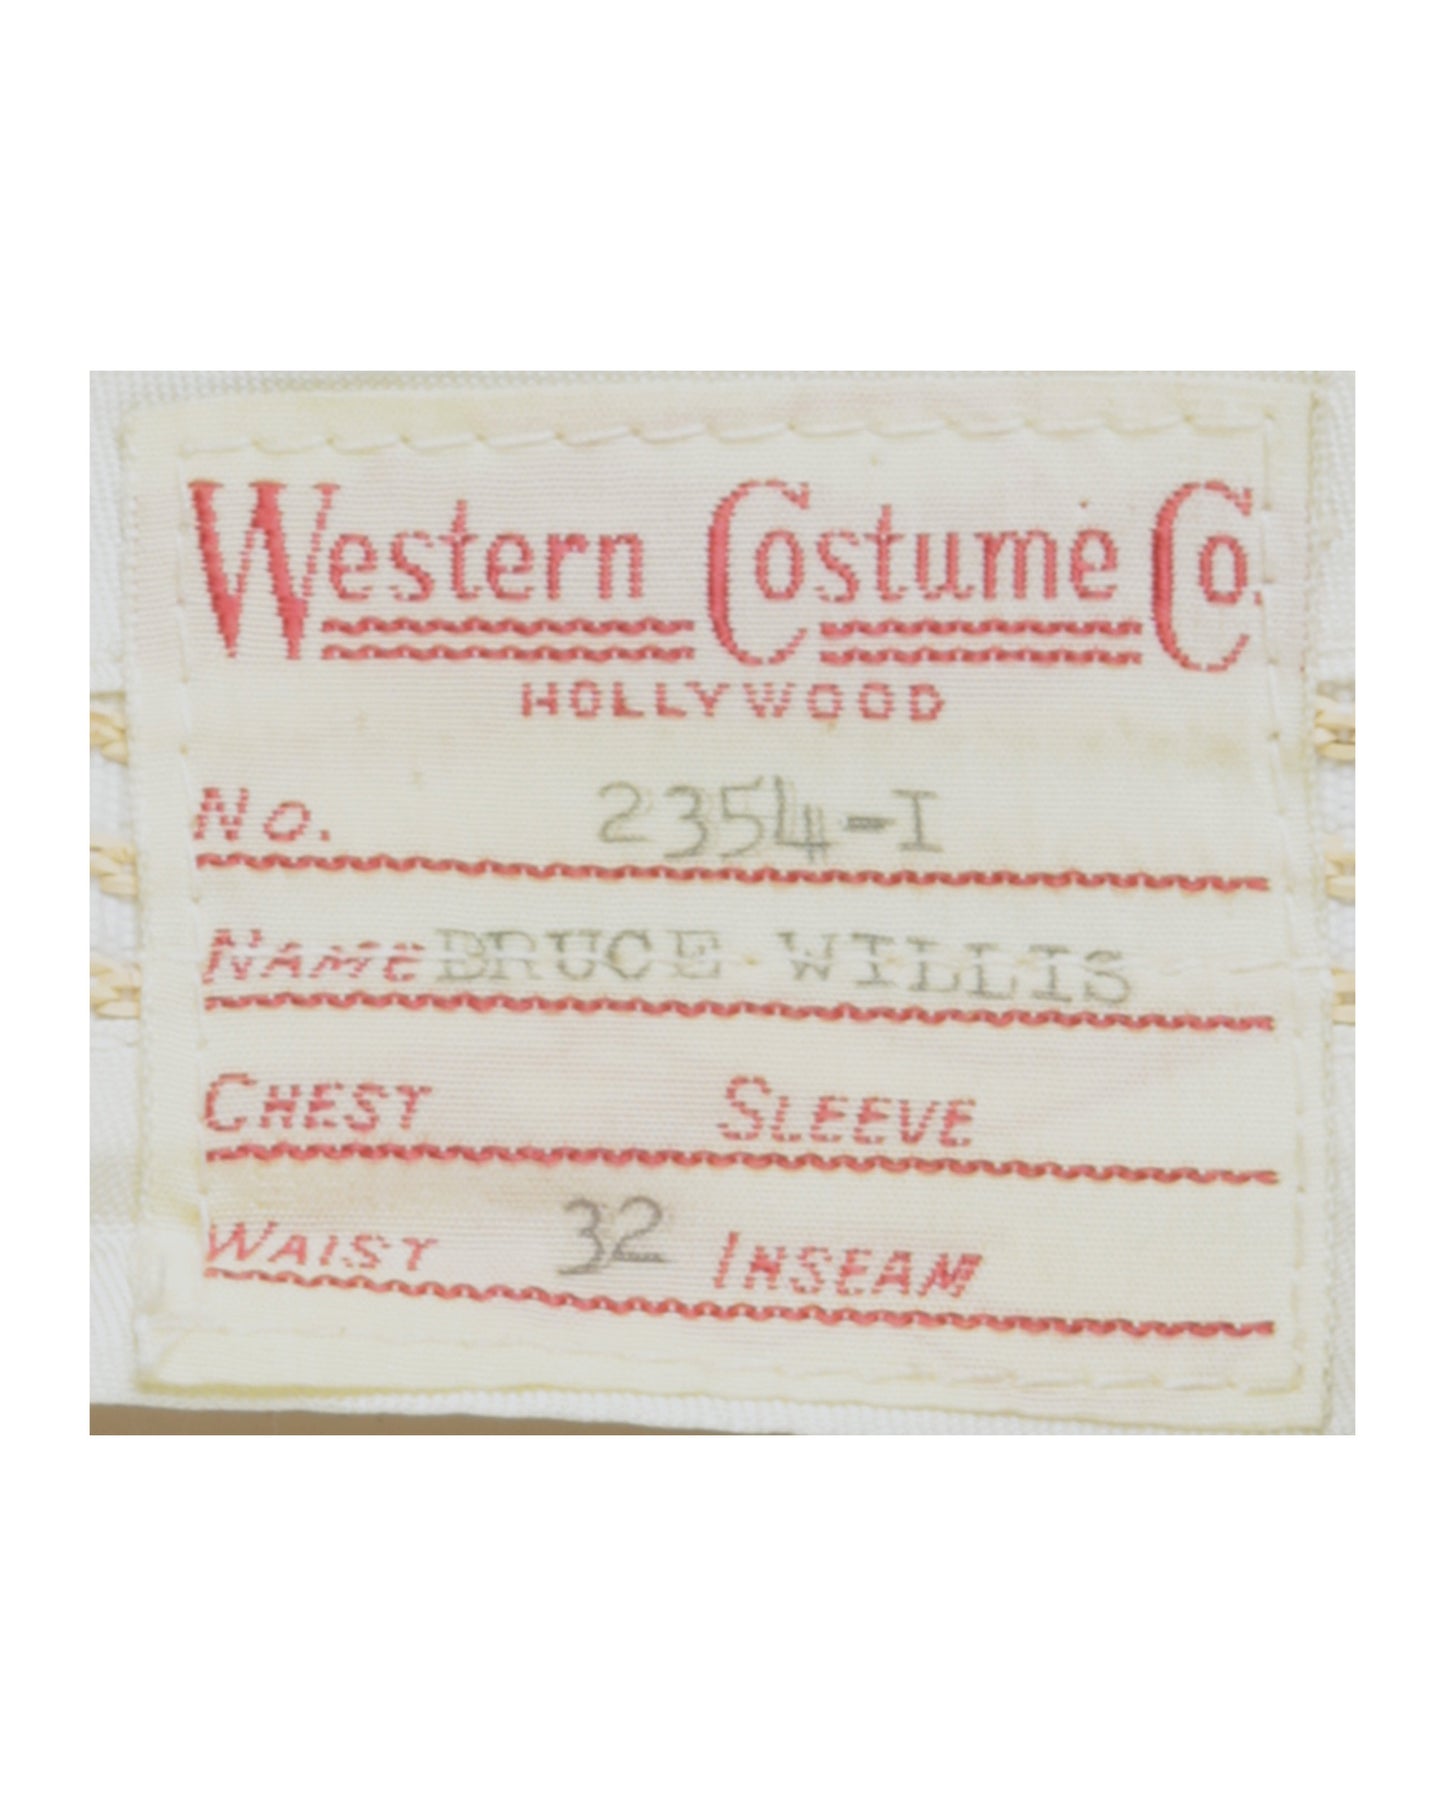 Western Costume Co.
HOLLYWOOD
No. 2354-I
NAME BRUCE WILLIS
CHEST SLEEVE
WAIST 32 INSEAM